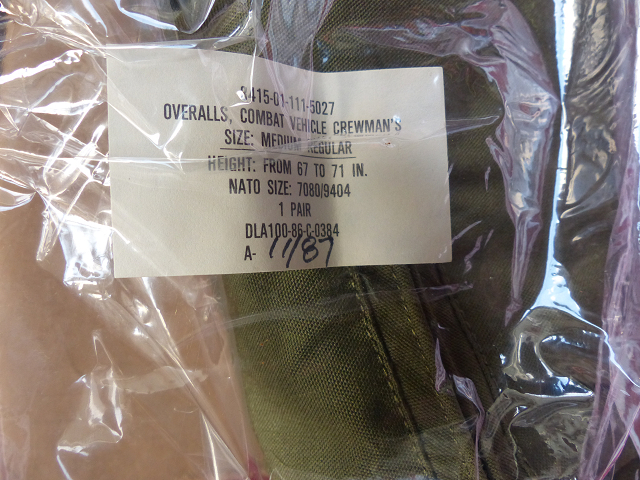 8415-01-111-5027
OVERALLS, COMBAT VEHICLE CREWMAN'S
SIZE: MEDIUM REGULAR
HEIGHT: FROM 67 TO 71 IN.
NATO SIZE: 7080/9404
1 PAIR
DLA100-86-C-0384
A- 11/87